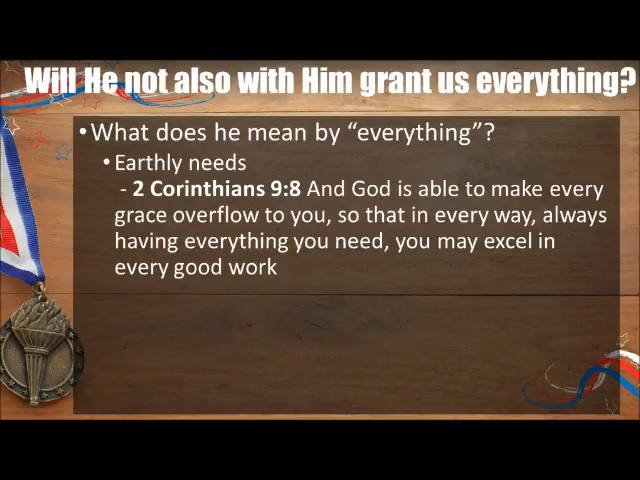 Will He not also with Him grant us everything?
•What does he mean by “everything”?
•Earthly needs
- 2 Corinthians 9:8 And God is able to make every
grace overflow to you, so that in every way, always
having everything you need, you may excel in
every good work